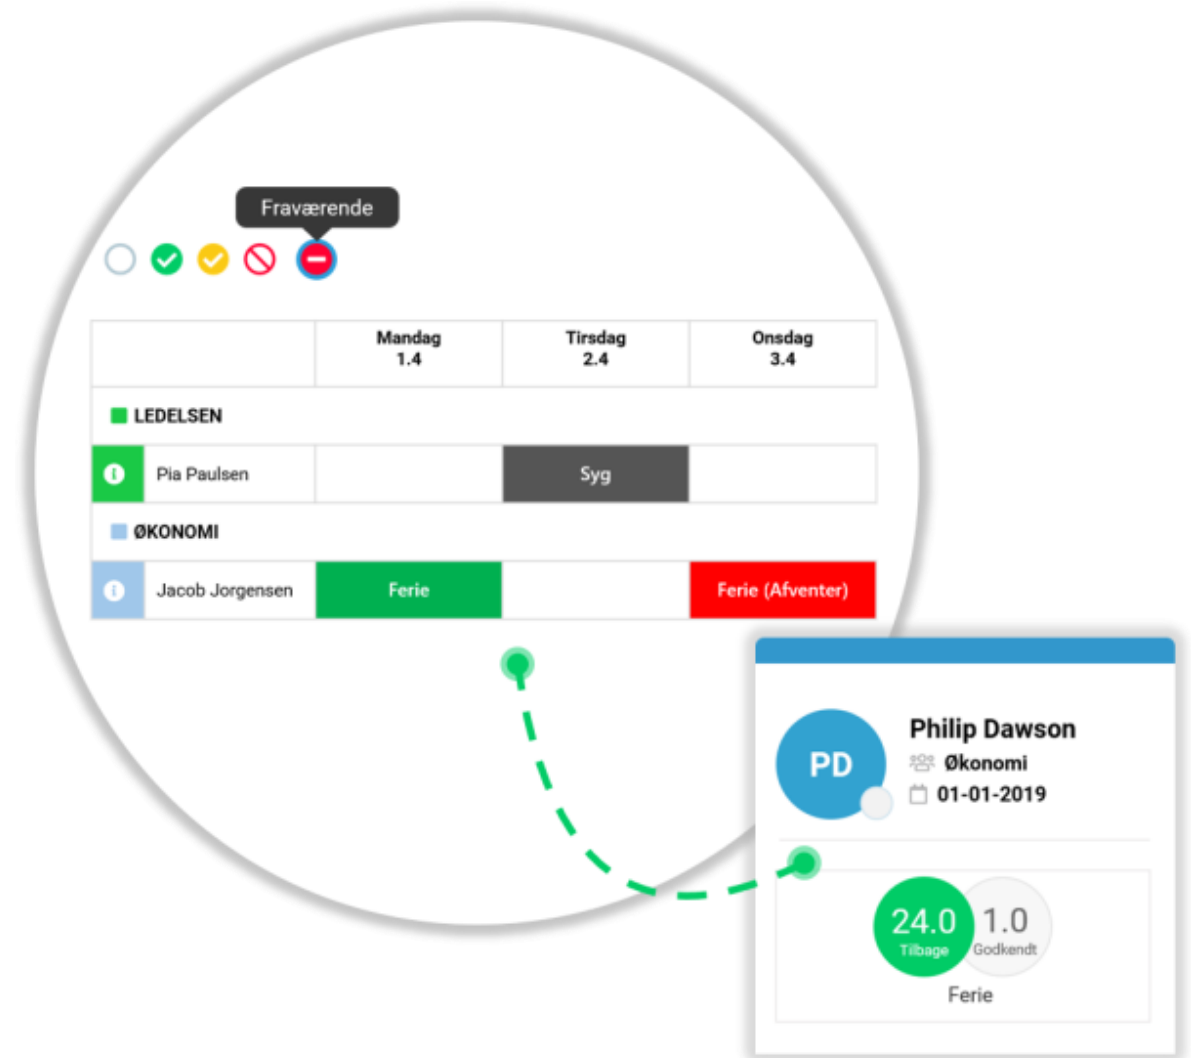 Fraværende
Mandag Tirsdag Onsdag
1.4 2.4 3.4
LEDELSEN
Pia Paulsen Syg
ØKONOMI
Jacob Jorgensen Ferie Ferie (Afventer)
PD
Philip Dawson
Økonomi
01-01-2019
24.0 1.0
Tilbage Godkendt
Ferie